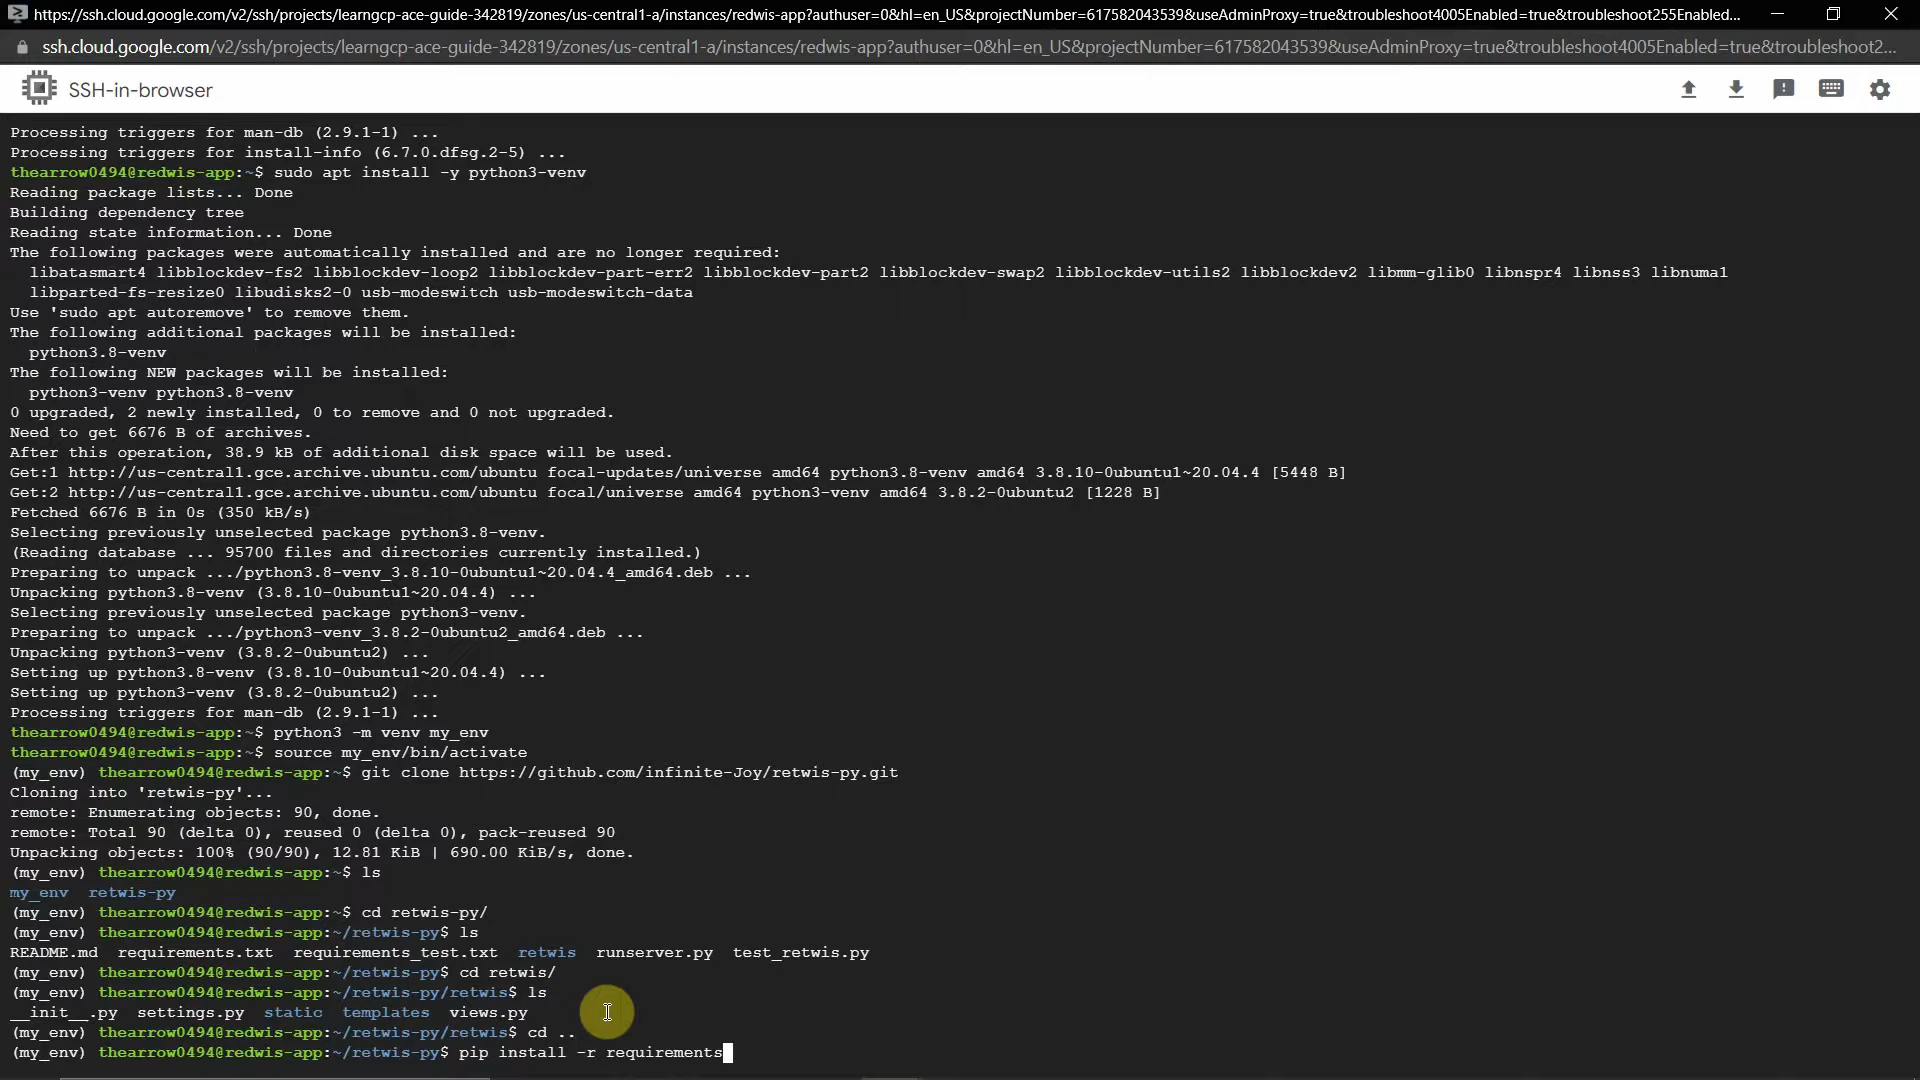 https://ssh.cloud.google.com/v2/ssh/projects/learngcp-ace-guide-342819/zones/us-central1-a/instances/redwis-app?authuser=0&hl=en_US&projectNumber=617582043539&useAdminProxy=true&troubleshoot4005Enabled=true&troubleshoot255Enabled...
ssh.cloud.google.com/v2/ssh/projects/learngcp-ace-guide-342819/zones/us-central1-a/instances/redwis-app?authuser=0&hl=en_US&projectNumber=617582043539&useAdminProxy=true&troubleshoot4005Enabled=true&troubleshoot2...
SSH-in-browser
Processing triggers for man-db (2.9.1-1) ...
Processing triggers for install-info (6.7.0.dfsg.2-5) ...
thearrow0494@redwis-app:~$ sudo apt install -y python3-venv
Reading package lists... Done
Building dependency tree
Reading state information... Done
The following packages were automatically installed and are no longer required:
  libatasmart4 libblockdev-fs2 libblockdev-loop2 libblockdev-part-err2 libblockdev-part2 libblockdev-swap2 libblockdev-utils2 libblockdev2 libmm-glib0 libnspr4 libnss3 libnuma1
  libparted-fs-resize0 libudisks2-0 usb-modeswitch usb-modeswitch-data
Use 'sudo apt autoremove' to remove them.
The following additional packages will be installed:
  python3.8-venv
The following NEW packages will be installed:
  python3-venv python3.8-venv
0 upgraded, 2 newly installed, 0 to remove and 0 not upgraded.
Need to get 6676 B of archives.
After this operation, 38.9 kB of additional disk space will be used.
Get:1 http://us-central1.gce.archive.ubuntu.com/ubuntu focal-updates/universe amd64 python3.8-venv amd64 3.8.10-0ubuntu1~20.04.4 [5448 B]
Get:2 http://us-central1.gce.archive.ubuntu.com/ubuntu focal/universe amd64 python3-venv amd64 3.8.2-0ubuntu2 [1228 B]
Fetched 6676 B in 0s (350 kB/s)
Selecting previously unselected package python3.8-venv.
(Reading database ... 95700 files and directories currently installed.)
Preparing to unpack .../python3.8-venv_3.8.10-0ubuntu1~20.04.4_amd64.deb ...
Unpacking python3.8-venv (3.8.10-0ubuntu1~20.04.4) ...
Selecting previously unselected package python3-venv.
Preparing to unpack .../python3-venv_3.8.2-0ubuntu2_amd64.deb ...
Unpacking python3-venv (3.8.2-0ubuntu2) ...
Setting up python3.8-venv (3.8.10-0ubuntu1~20.04.4) ...
Setting up python3-venv (3.8.2-0ubuntu2) ...
Processing triggers for man-db (2.9.1-1) ...
thearrow0494@redwis-app:~$ python3 -m venv my_env
thearrow0494@redwis-app:~$ source my_env/bin/activate
(my_env) thearrow0494@redwis-app:~$ git clone https://github.com/infinite-Joy/retwis-py.git
Cloning into 'retwis-py'...
remote: Enumerating objects: 90, done.
remote: Total 90 (delta 0), reused 0 (delta 0), pack-reused 90
Unpacking objects: 100% (90/90), 12.81 KiB | 690.00 KiB/s, done.
(my_env) thearrow0494@redwis-app:~$ ls
my_env  retwis-py
(my_env) thearrow0494@redwis-app:~$ cd retwis-py/
(my_env) thearrow0494@redwis-app:~/retwis-py$ ls
README.md  requirements.txt  requirements_test.txt  retwis  runserver.py  test_retwis.py
(my_env) thearrow0494@redwis-app:~/retwis-py$ cd retwis/
(my_env) thearrow0494@redwis-app:~/retwis-py/retwis$ ls
__init__.py  settings.py  static  templates  views.py
(my_env) thearrow0494@redwis-app:~/retwis-py/retwis$ cd ..
(my_env) thearrow0494@redwis-app:~/retwis-py$ pip install -r requirements